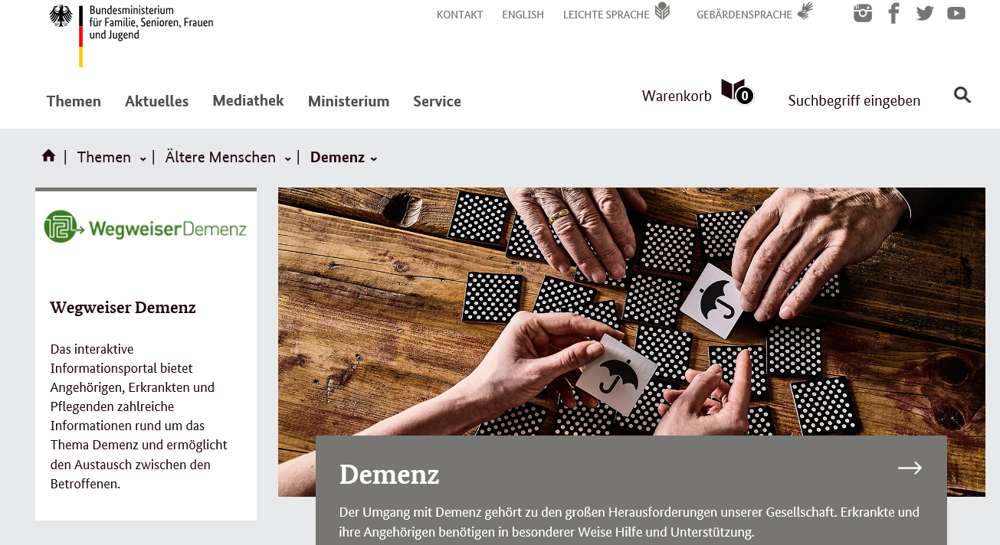 Bundesministerium
für Familie, Senioren, Frauen
und Jugend
KONTAKT ENGLISH LEICHTE SPRACHE GEBÄRDENSPRACHE
Themen Aktuelles Mediathek Ministerium Service
Warenkorb 0 Suchbegriff eingeben
| Themen | Ältere Menschen | Demenz
WegweiserDemenz
Wegweiser Demenz
Das interaktive
Informationsportal bietet
Angehörigen, Erkrankten und
Pflegenden zahlreiche
Informationen rund um das
Thema Demenz und ermöglicht
den Austausch zwischen den
Betroffenen.
Demenz
Der Umgang mit Demenz gehört zu den großen Herausforderungen unserer Gesellschaft. Erkrankte und
ihre Angehörigen benötigen in besonderer Weise Hilfe und Unterstützung.